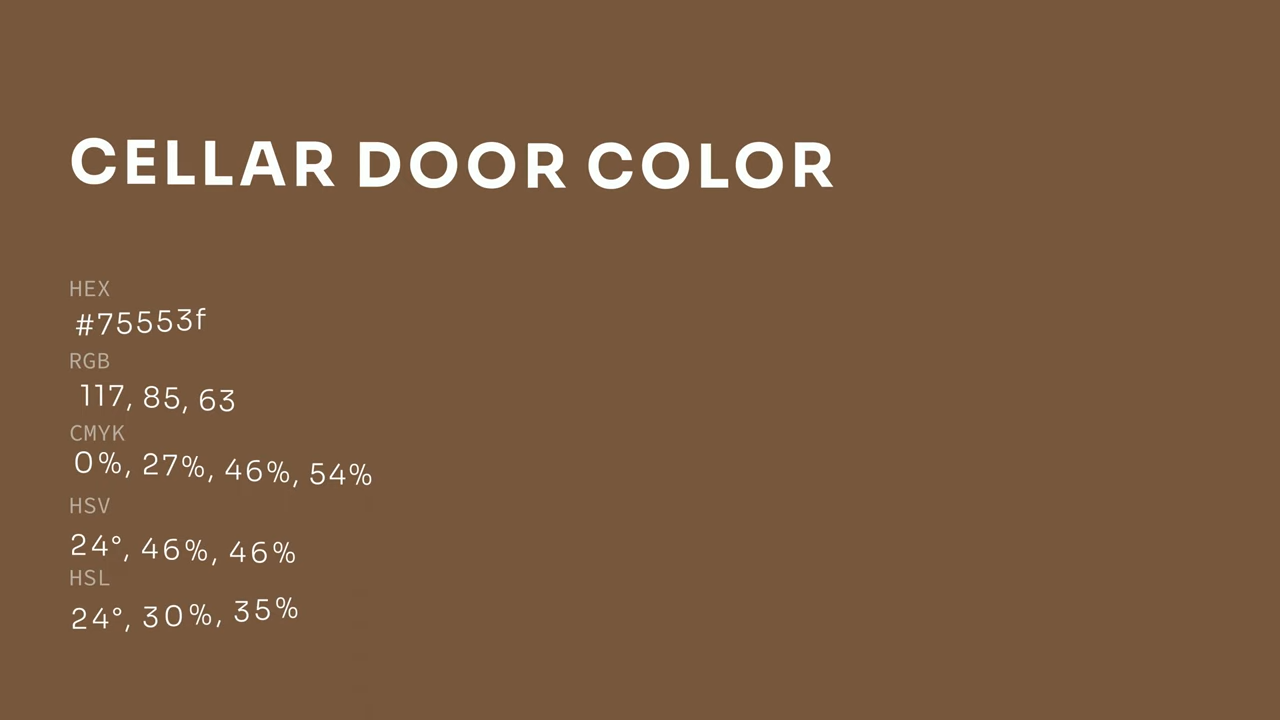 CELLAR DOOR COLOR
HEX
#75553f
RGB
117, 85, 63
CMYK
0%, 27%, 46%, 54%
HSV
24°, 46%, 46%
HSL
24°, 30%, 35%